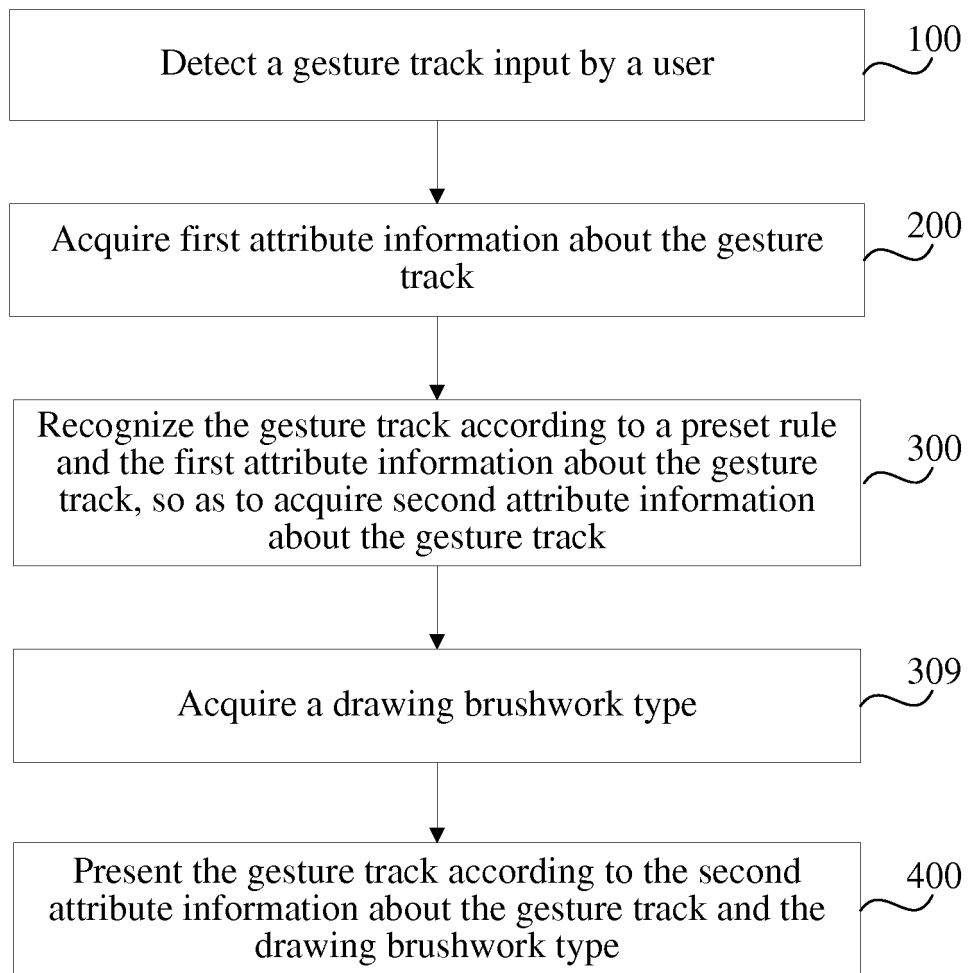 Detect a gesture track input by a user
100
Acquire first attribute information about the gesture
track
200
Recognize the gesture track according to a preset rule
and the first attribute information about the gesture
track, so as to acquire second attribute information
about the gesture track
300
Acquire a drawing brushwork type
309
Present the gesture track according to the second
attribute information about the gesture track and the
drawing brushwork type
400